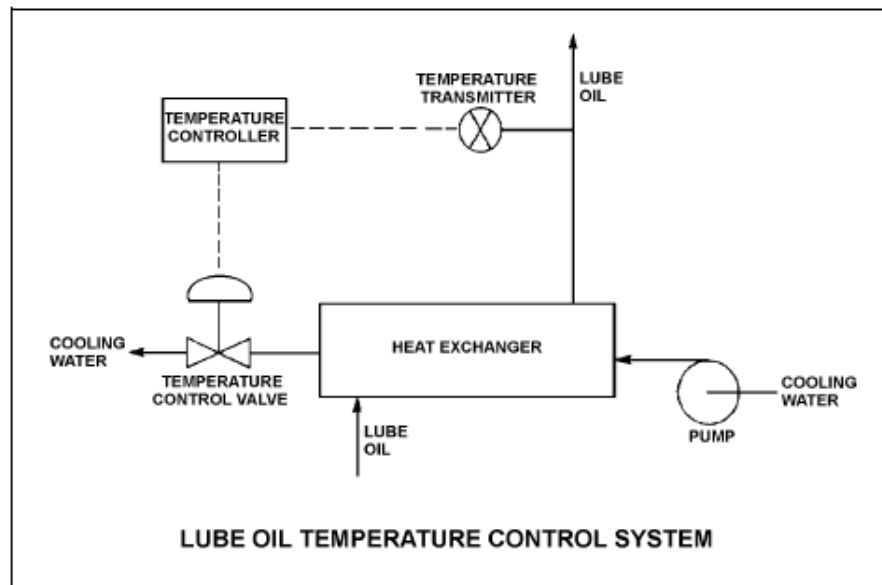 TEMPERATURE
TRANSMITTER
LUBE
OIL
TEMPERATURE
CONTROLLER
COOLING
WATER
HEAT EXCHANGER
TEMPERATURE
CONTROL VALVE
COOLING
WATER
PUMP
LUBE
OIL
LUBE OIL TEMPERATURE CONTROL SYSTEM